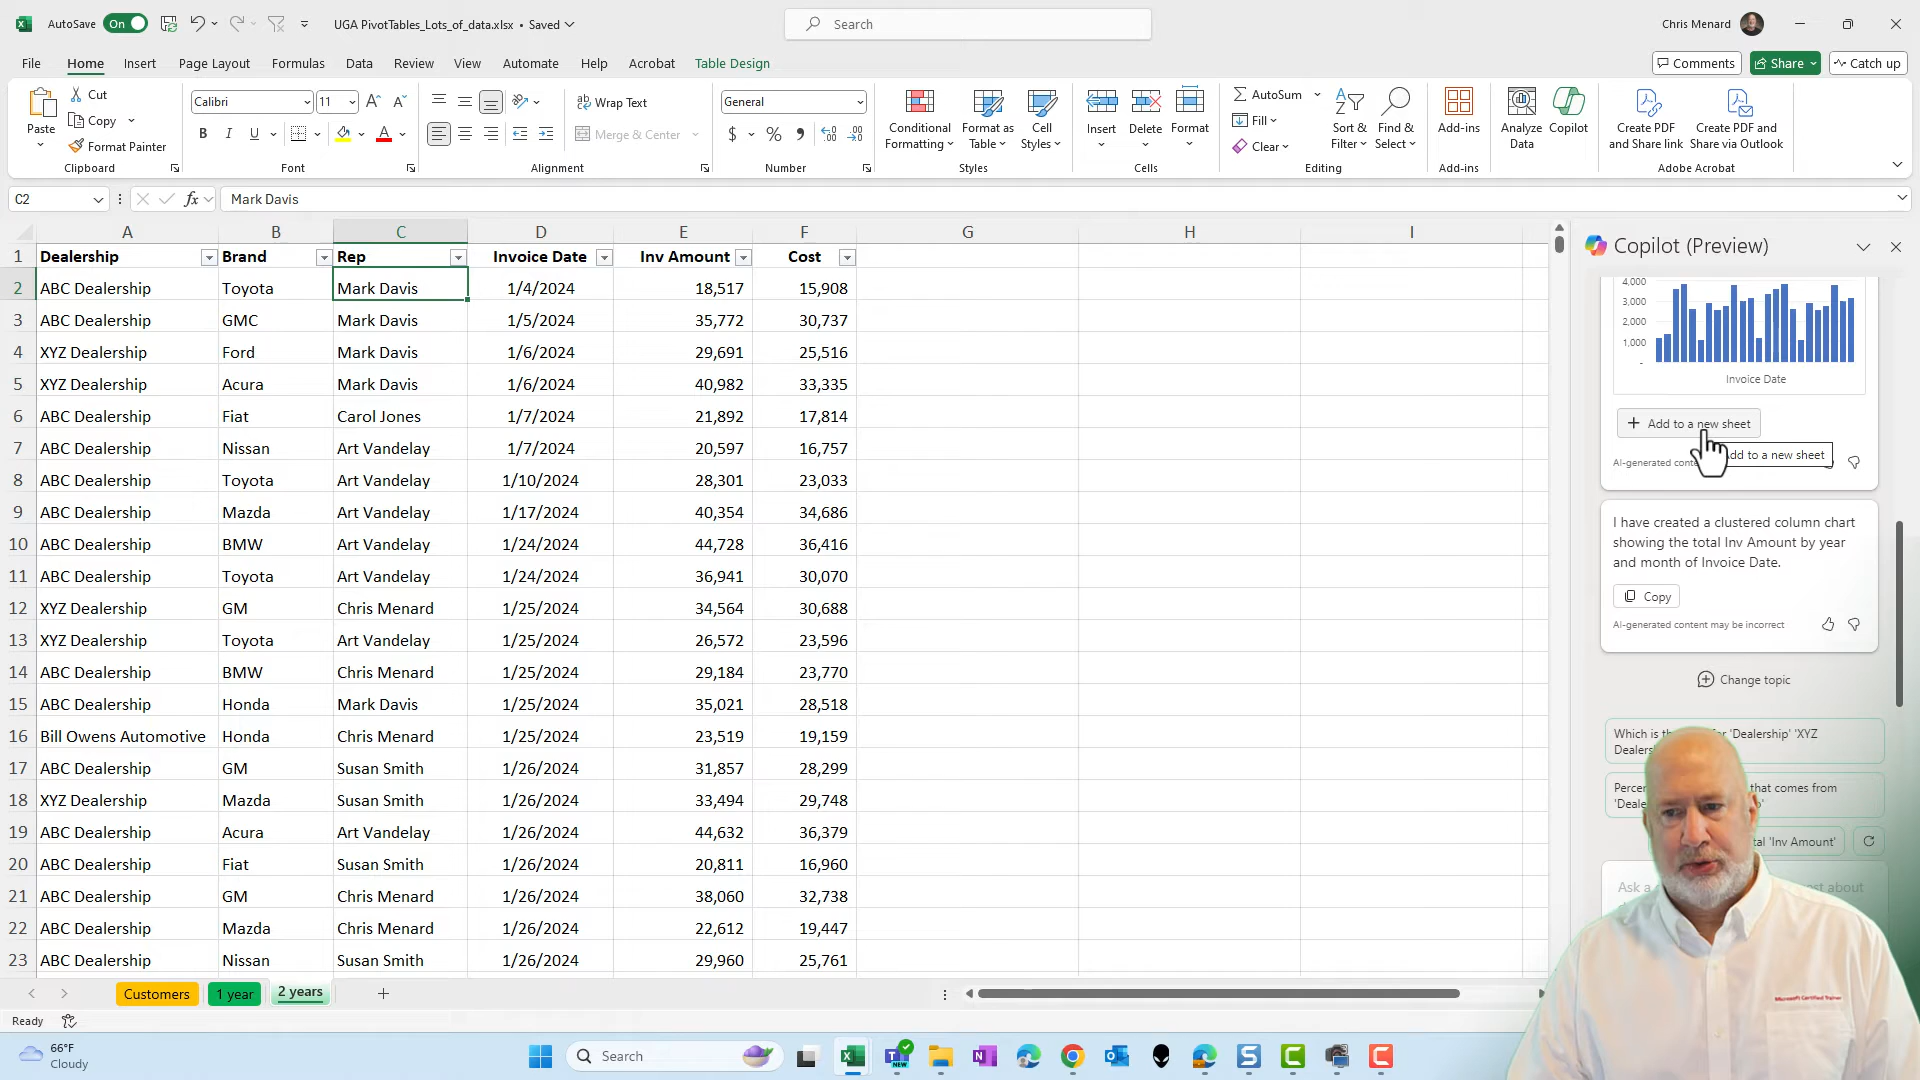 AutoSave On UGA PivotTables_Lots_of_data.xlsx • Saved Search Chris Menard
File Home Insert Page Layout Formulas Data Review View Automate Help Acrobat Table Design Comments Share Catch up
Paste Cut Copy Format Painter Clipboard
Calibri 11 B I U A Font
Wrap Text Merge & Center Alignment
General $ % Number
Conditional Formatting Format as Table Cell Styles Styles
Insert Delete Format Cells
AutoSum Fill Clear Sort & Filter Find & Select Editing
Add-ins Add-ins
Analyze Data Copilot
Create PDF and Share link Create PDF and Share via Outlook Adobe Acrobat
C2 fx Mark Davis
A B C D E F G H I
1 Dealership Brand Rep Invoice Date Inv Amount Cost
2 ABC Dealership Toyota Mark Davis 1/4/2024 18,517 15,908
3 ABC Dealership GMC Mark Davis 1/5/2024 35,772 30,737
4 XYZ Dealership Ford Mark Davis 1/6/2024 29,691 25,516
5 XYZ Dealership Acura Mark Davis 1/6/2024 40,982 33,335
6 ABC Dealership Fiat Carol Jones 1/7/2024 21,892 17,814
7 ABC Dealership Nissan Art Vandelay 1/7/2024 20,597 16,757
8 ABC Dealership Toyota Art Vandelay 1/10/2024 28,301 23,033
9 ABC Dealership Mazda Art Vandelay 1/17/2024 40,354 34,686
10 ABC Dealership BMW Art Vandelay 1/24/2024 44,728 36,416
11 ABC Dealership Toyota Art Vandelay 1/24/2024 36,941 30,070
12 XYZ Dealership GM Chris Menard 1/25/2024 34,564 30,688
13 XYZ Dealership Toyota Art Vandelay 1/25/2024 26,572 23,596
14 ABC Dealership BMW Chris Menard 1/25/2024 29,184 23,770
15 ABC Dealership Honda Mark Davis 1/25/2024 35,021 28,518
16 Bill Owens Automotive Honda Chris Menard 1/25/2024 23,519 19,159
17 ABC Dealership GM Susan Smith 1/26/2024 31,857 28,299
18 XYZ Dealership Mazda Susan Smith 1/26/2024 33,494 29,748
19 ABC Dealership Acura Art Vandelay 1/26/2024 44,632 36,379
20 ABC Dealership Fiat Susan Smith 1/26/2024 20,811 16,960
21 ABC Dealership GM Chris Menard 1/26/2024 38,060 32,738
22 ABC Dealership Mazda Chris Menard 1/26/2024 22,612 19,447
23 ABC Dealership Nissan Susan Smith 1/26/2024 29,960 25,761
Customers 1 year 2 years
Ready
Copilot (Preview)
4,000
3,000
2,000
1,000
-
Invoice Date
Add to a new sheet
Add to a new sheet
AI-generated
I have created a clustered column chart
showing the total Inv Amount by year
and month of Invoice Date.
Copy
AI-generated content may be incorrect
Change topic
Which is 'Dealership' 'XYZ
that comes from
'Inv Amount'
Ask a about
Microsoft Certified Trainer
66°F
Cloudy
Search
NEW